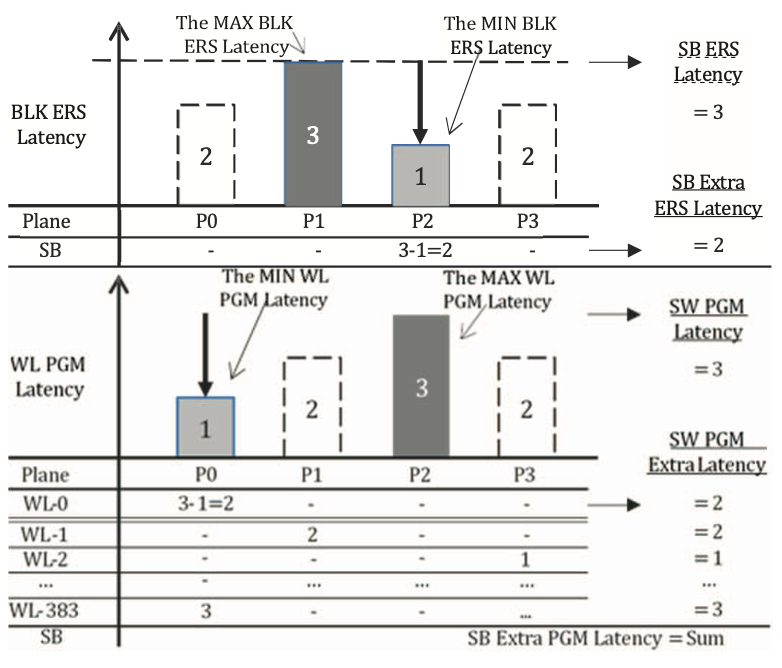 The MAX BLK
ERS Latency
The MIN BLK
ERS Latency
SB ERS
Latency
= 3
BLK ERS
Latency
2
3
1
2
SB Extra
ERS Latency
Plane P0 P1 P2 P3
SB - - 3-1=2 - = 2
The MIN WL
PGM Latency
The MAX WL
PGM Latency
SW PGM
Latency
= 3
WL PGM
Latency
1
2
3
2
SW PGM
Extra Latency
Plane P0 P1 P2 P3
WL-0 3-1=2 - - - = 2
WL-1 - 2 - - = 2
WL-2 - - - 1 = 1
... - ... ... ... ...
WL-383 3 - - ... = 3
SB SB Extra PGM Latency = Sum